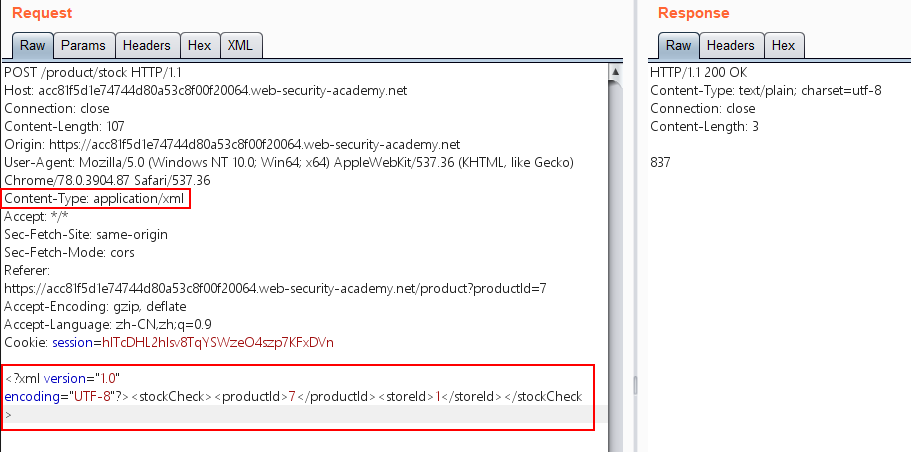 Request
Raw Params Headers Hex XML
POST /product/stock HTTP/1.1
Host: acc81f5d1e74744d80a53c8f00f20064.web-security-academy.net
Connection: close
Content-Length: 107
Origin: https://acc81f5d1e74744d80a53c8f00f20064.web-security-academy.net
User-Agent: Mozilla/5.0 (Windows NT 10.0; Win64; x64) AppleWebKit/537.36 (KHTML, like Gecko)
Chrome/78.0.3904.87 Safari/537.36
Content-Type: application/xml
Accept: */*
Sec-Fetch-Site: same-origin
Sec-Fetch-Mode: cors
Referer:
https://acc81f5d1e74744d80a53c8f00f20064.web-security-academy.net/product?productId=7
Accept-Encoding: gzip, deflate
Accept-Language: zh-CN,zh;q=0.9
Cookie: session=hITcDHL2hIsv8TqYSWzeO4szp7KFxDVn
<?xml version="1.0"
encoding="UTF-8"?><stockCheck><productId>7</productId><storeId>1</storeId></stockCheck
>
Response
Raw Headers Hex
HTTP/1.1 200 OK
Content-Type: text/plain; charset=utf-8
Connection: close
Content-Length: 3
837